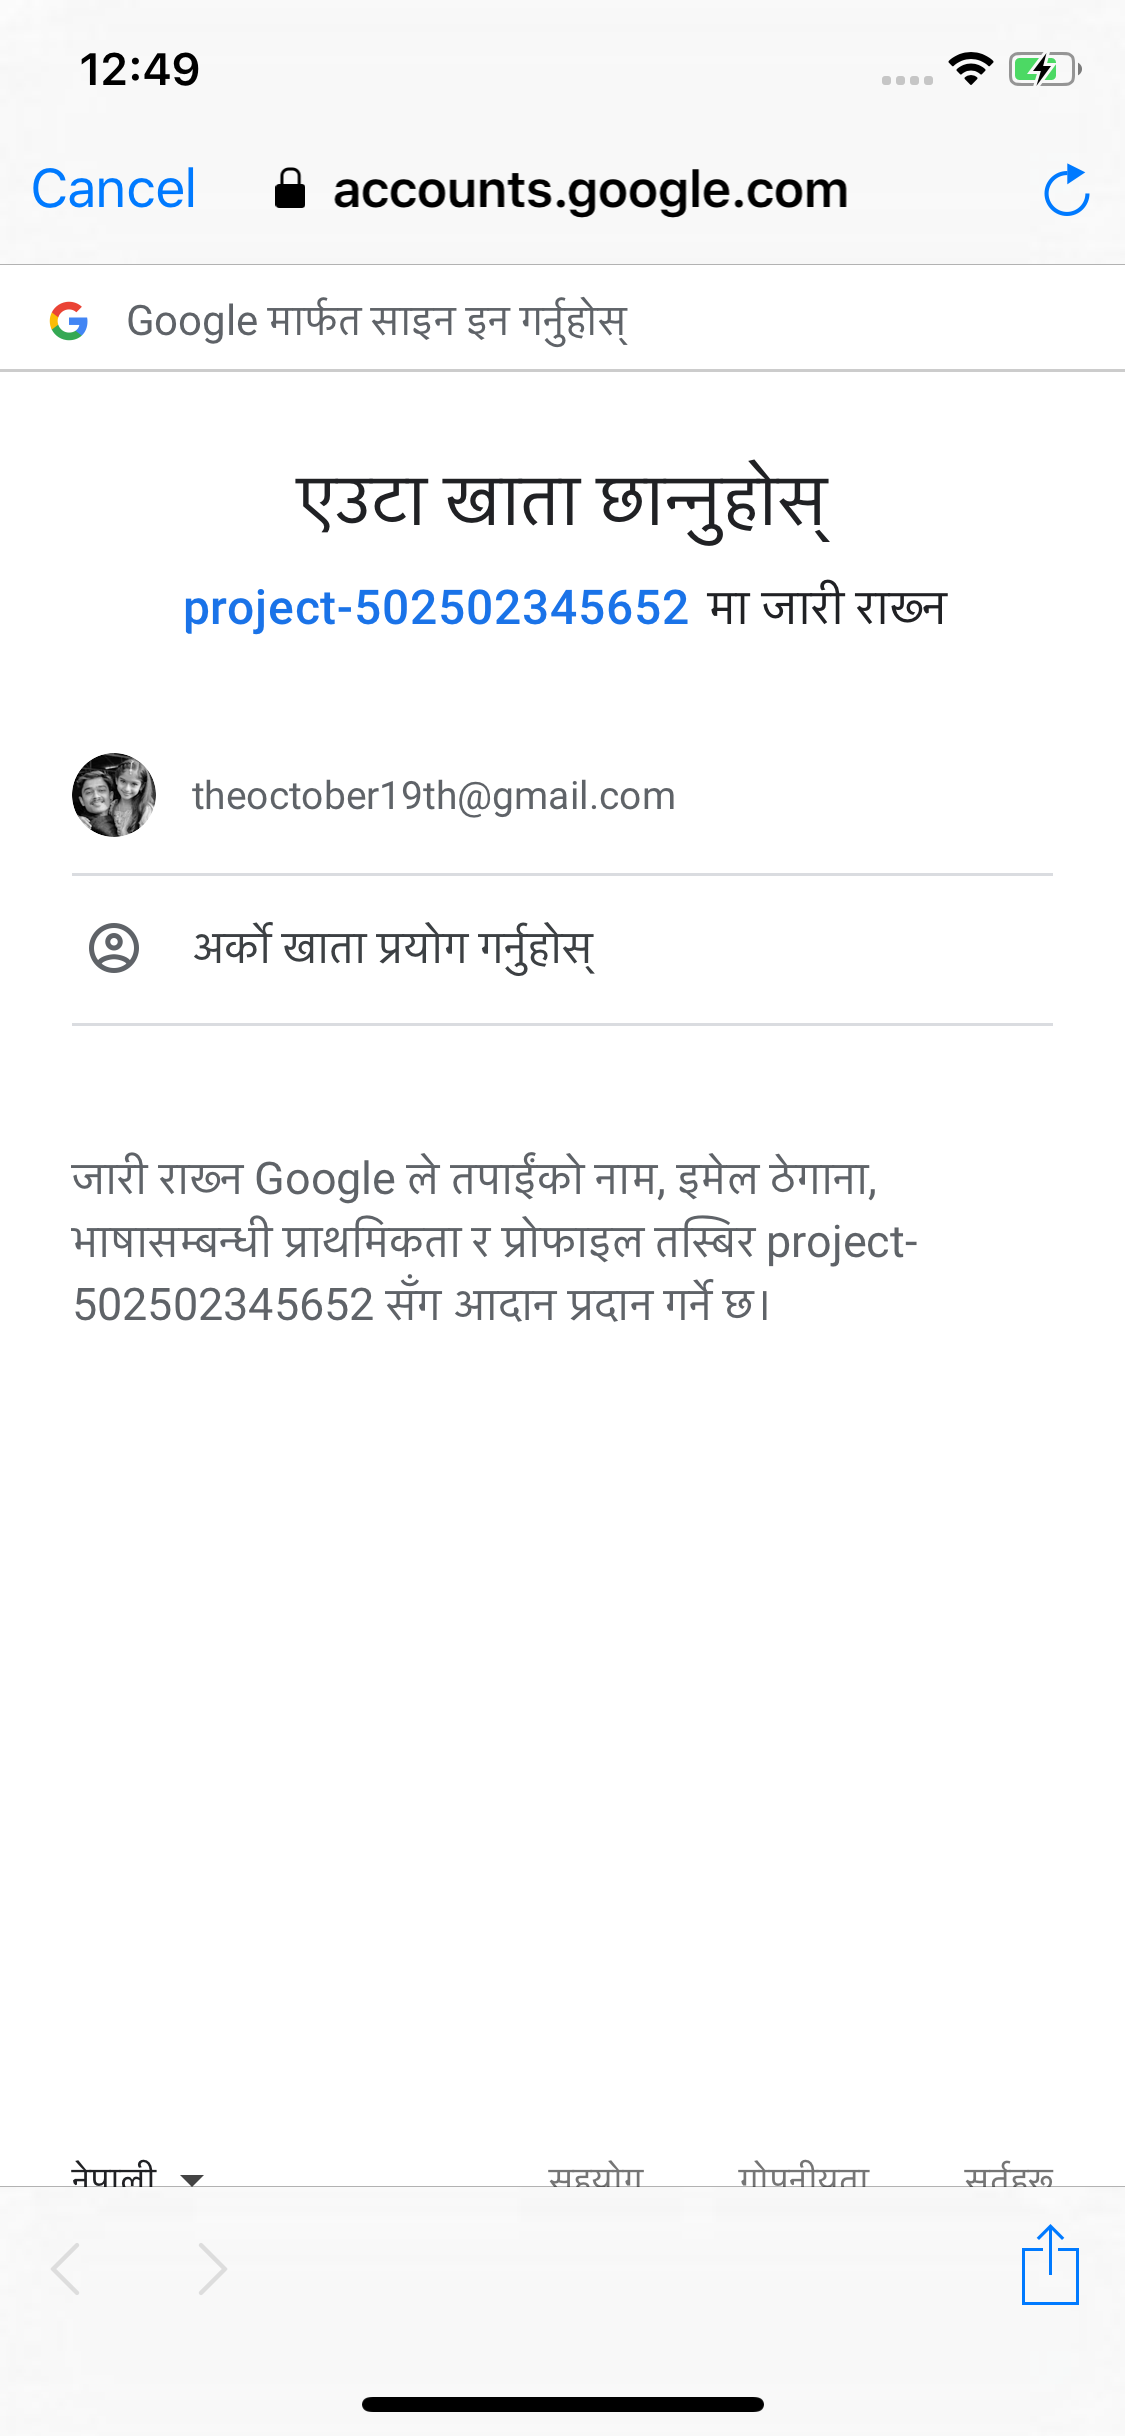 12:49
Cancel accounts.google.com
Google मार्फत साइन इन गर्नुहोस्
एउटा खाता छान्नुहोस्
project-502502345652 मा जारी राख्न
theoctober19th@gmail.com
अर्को खाता प्रयोग गर्नुहोस्
जारी राख्न Google ले तपाईंको नाम, इमेल ठेगाना,
भाषासम्बन्धी प्राथमिकता र प्रोफाइल तस्बिर project-
502502345652 सँग आदान प्रदान गर्ने छ।
नेपाली सहयोग गोपनीयता सर्तहरू